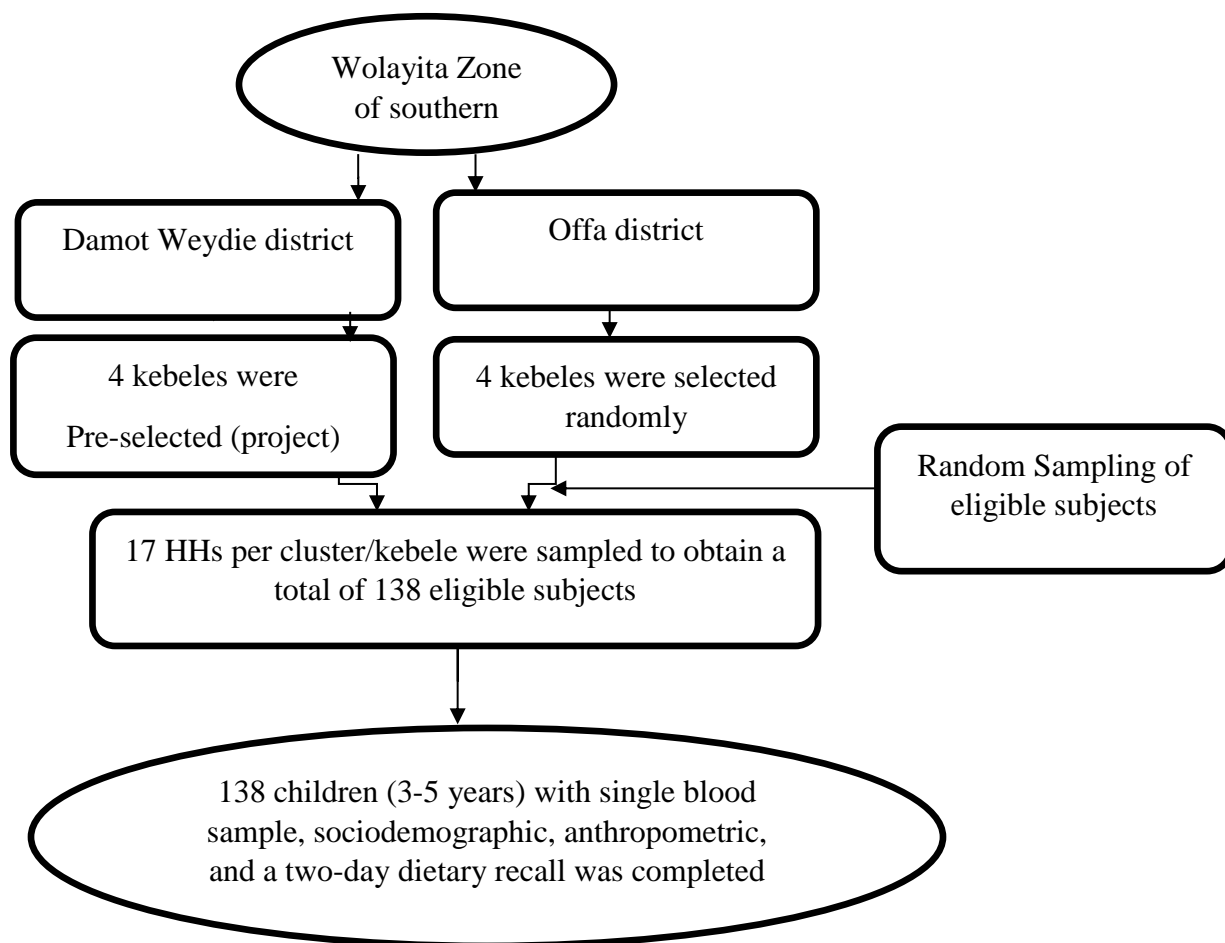 Wolayita Zone
of southern
Damot Weydie district
Offa district
4 kebeles were
Pre-selected (project)
4 kebeles were selected
randomly
Random Sampling of
eligible subjects
17 HHs per cluster/kebele were sampled to obtain a
total of 138 eligible subjects
138 children (3-5 years) with single blood
sample, sociodemographic, anthropometric,
and a two-day dietary recall was completed